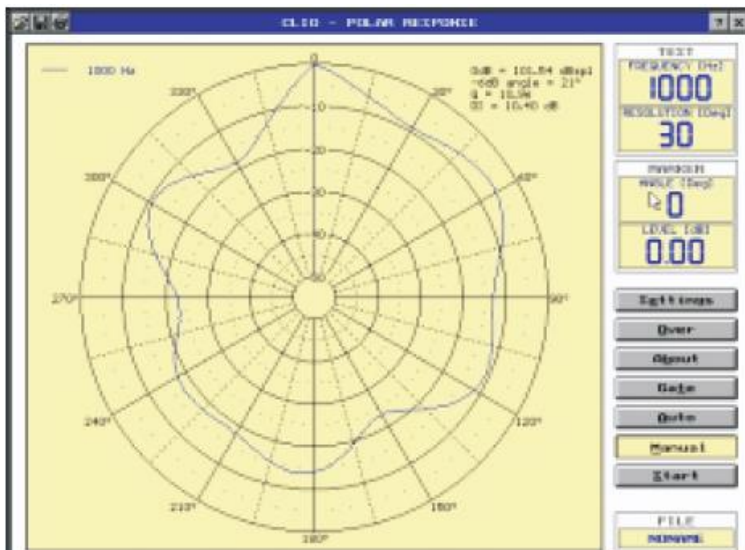 CLIO - POLAR RESPONSE
? X
1000 Hz
0dB = 101.54 dBspl
-6dB angle = 21°
Q = 10.96
DI = 10.40 dB
0
330°
30°
-10
-20
-30
-40
-50
300°
60°
270°
90°
240°
120°
210°
150°
180°
TEST
FREQUENCY [Hz]
1000
RESOLUTION [Deg]
30
MARKER
ANGLE [Deg]
0
LEVEL [dB]
0.00
Settings
Over
About
Gate
Auto
Manual
Start
FILE
NONAME